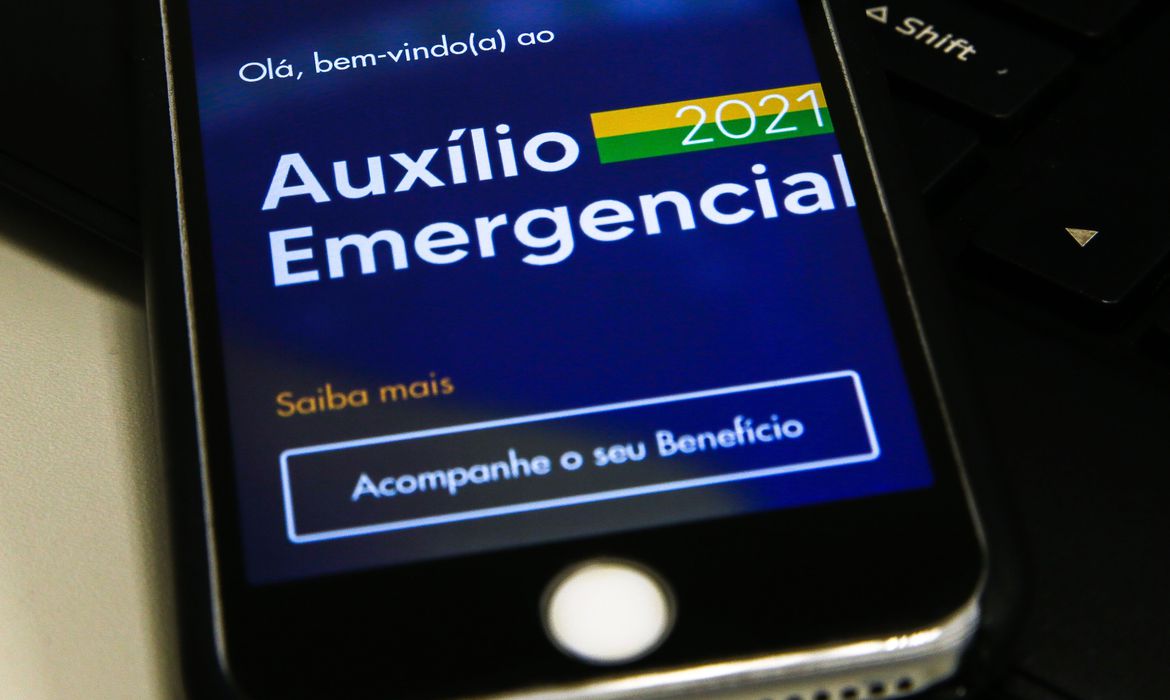 Shift
Olá, bem-vindo(a) ao
2021
Auxílio
Emergencial
Saiba mais
Acompanhe o seu Benefício